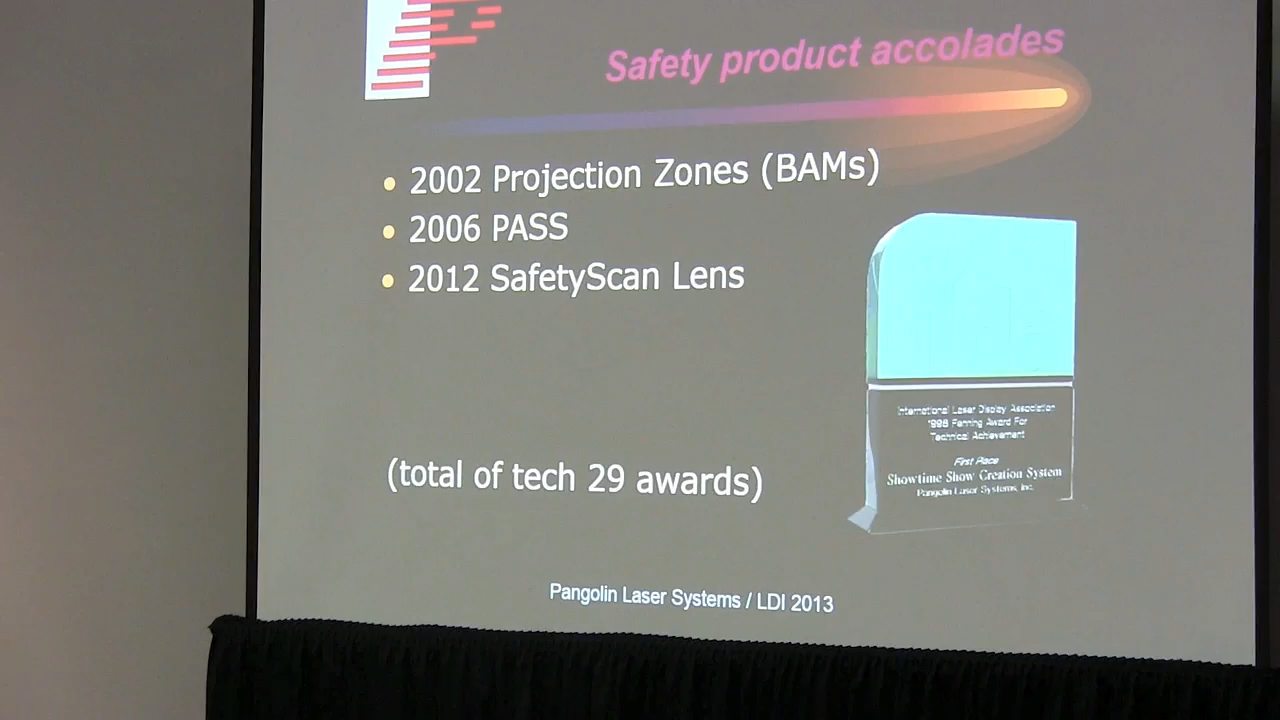 Safety product accolades
2002 Projection Zones (BAMs)
2006 PASS
2012 SafetyScan Lens
(total of tech 29 awards)
International Laser Display Association
1998 Fenning Award For
Technical Achievement
First Place
Showtime Show Creation System
Pangolin Laser Systems, Inc.
Pangolin Laser Systems / LDI 2013